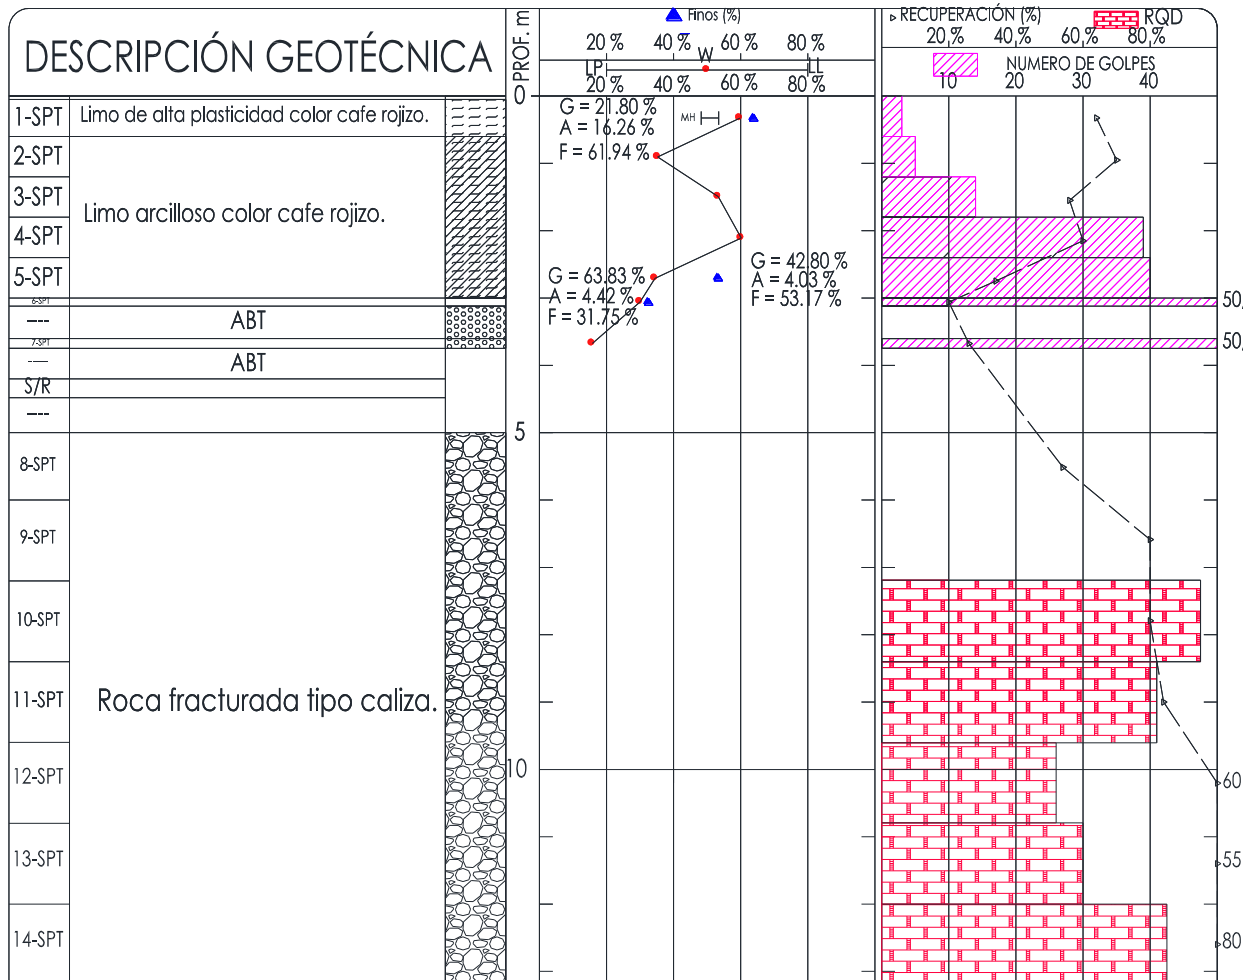 DESCRIPCIÓN GEOTÉCNICA
PROF. m
Finos (%)
20 % 40 % 60 % 80 %
LP W LL
20 % 40 % 60 % 80 %
RECUPERACIÓN (%) RQD
20% 40 % 60,% 80,%
NUMERO DE GOLPES
10 20 30 40
0
1-SPT Limo de alta plasticidad color cafe rojizo.
G = 21.80 %
A = 16.26 %
F = 61.94 %
MH
2-SPT
3-SPT Limo arcilloso color cafe rojizo.
4-SPT
5-SPT
G = 63.83 %
A = 4.42 %
F = 31.75 %
G = 42.80 %
A = 4.03 %
F = 53.17 %
6-SPT 50,
---- ABT
7-SPT 50,
---- ABT
S/R
----
5
8-SPT
9-SPT
10-SPT
11-SPT Roca fracturada tipo caliza.
10
12-SPT 60
13-SPT 55
14-SPT 80